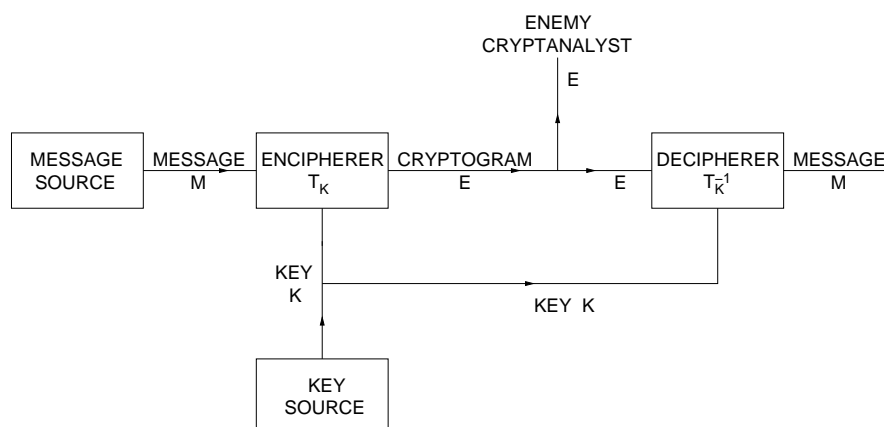 ENEMY
CRYPTANALYST
E
MESSAGE
SOURCE
MESSAGE
M
ENCIPHERER
T_K
CRYPTOGRAM
E
E
DECIPHERER
T_K^{-1}
MESSAGE
M
KEY
K
KEY K
KEY
SOURCE